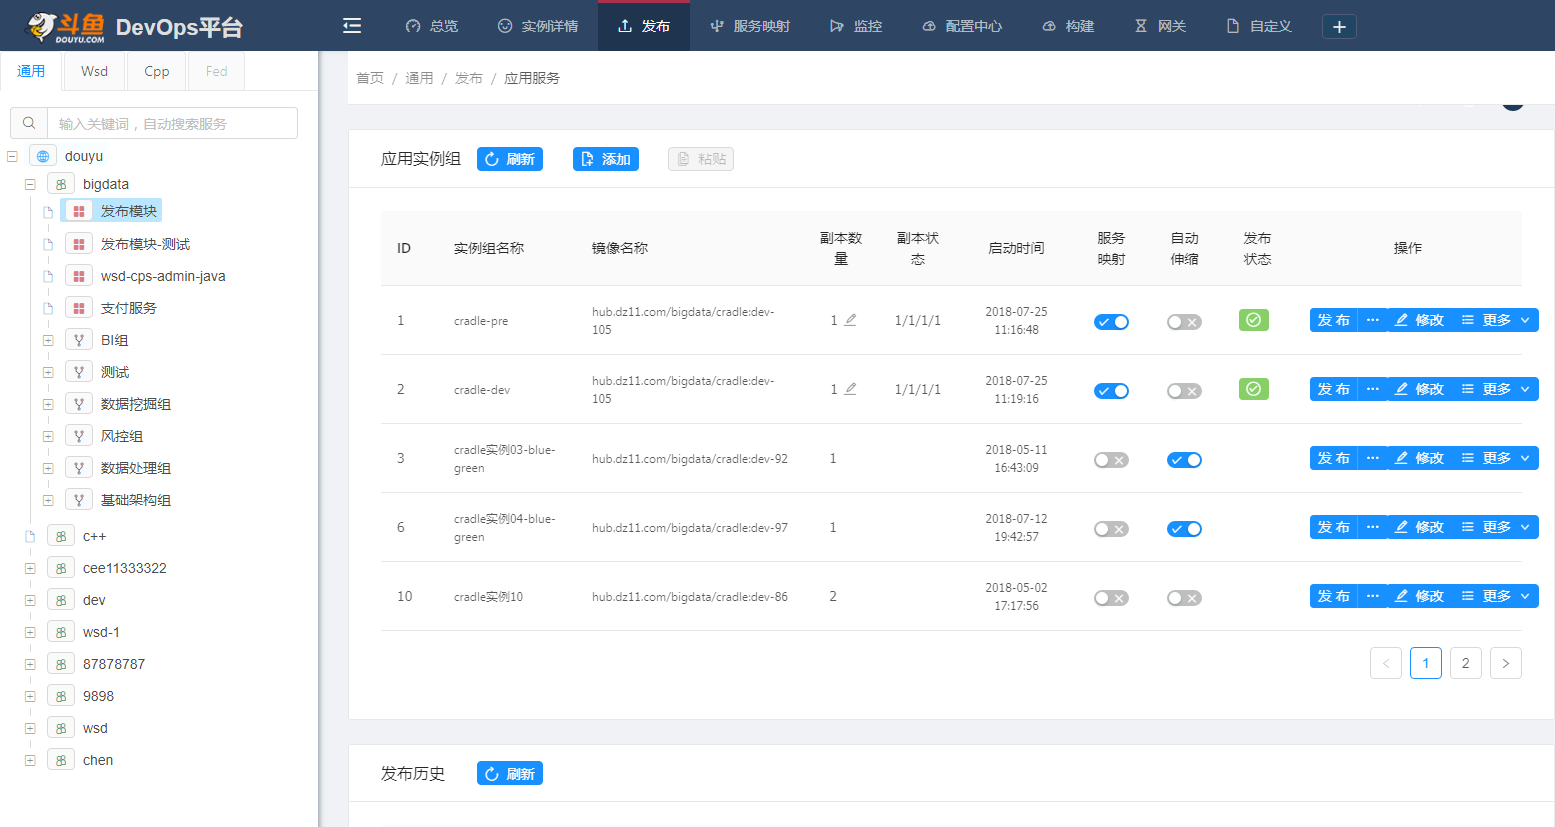 斗鱼
DOUYU.COM
DevOps平台
总览
实例详情
发布
服务映射
监控
配置中心
构建
网关
自定义
通用
Wsd
Cpp
Fed
输入关键词，自动搜索服务
douyu
bigdata
发布模块
发布模块-测试
wsd-cps-admin-java
支付服务
BI组
测试
数据挖掘组
风控组
数据处理组
基础架构组
c++
cee11333322
dev
wsd-1
87878787
9898
wsd
chen
首页 / 通用 / 发布 / 应用服务
应用实例组 刷新 添加 粘贴
ID 实例组名称 镜像名称 副本数量 副本状态 启动时间 服务映射 自动伸缩 发布状态 操作
1 cradle-pre hub.dz11.com/bigdata/cradle:dev-105 1 1/1/1/1 2018-07-25 11:16:48 发 布 ··· 修改 更多
2 cradle-dev hub.dz11.com/bigdata/cradle:dev-105 1 1/1/1/1 2018-07-25 11:19:16 发 布 ··· 修改 更多
3 cradle实例03-blue-green hub.dz11.com/bigdata/cradle:dev-92 1 2018-05-11 16:43:09 发 布 ··· 修改 更多
6 cradle实例04-blue-green hub.dz11.com/bigdata/cradle:dev-97 1 2018-07-12 19:42:57 发 布 ··· 修改 更多
10 cradle实例10 hub.dz11.com/bigdata/cradle:dev-86 2 2018-05-02 17:17:56 发 布 ··· 修改 更多
< 1 2 >
发布历史 刷新